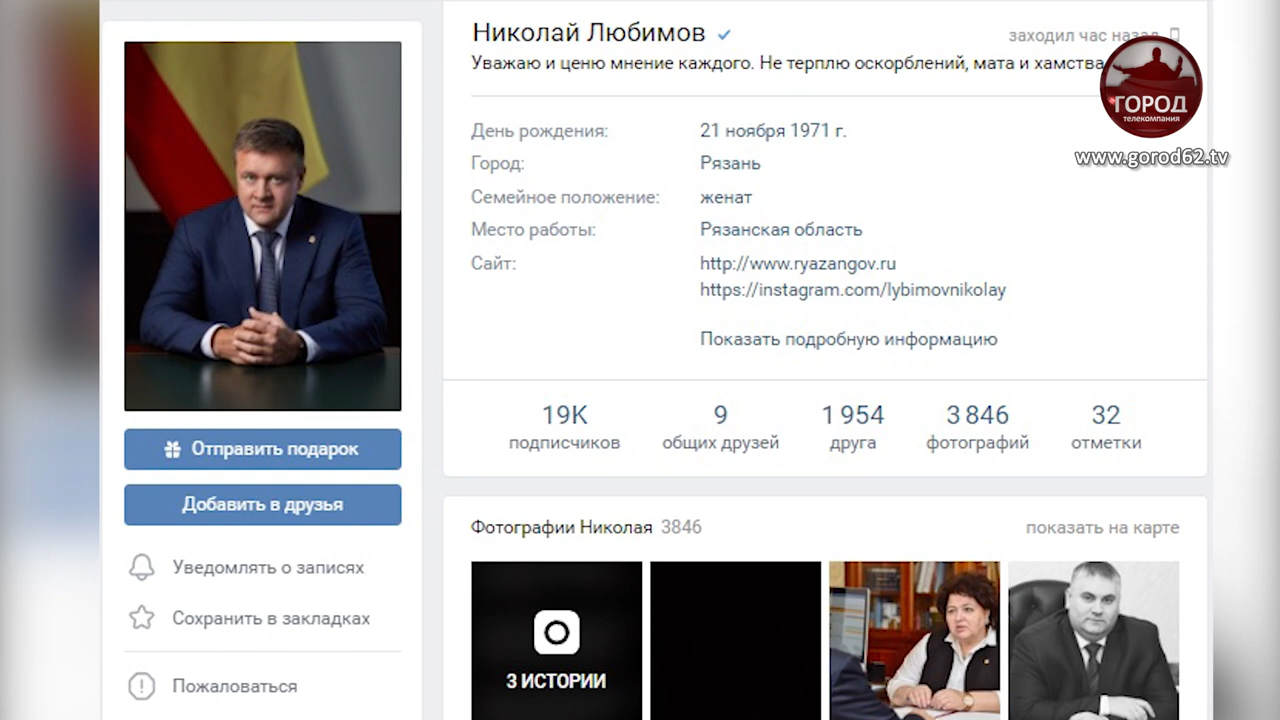 Николай Любимов
заходил час назад
Уважаю и ценю мнение каждого. Не терплю оскорблений, мата и хамства
ГОРОД
телекомпания
www.gorod62.tv
День рождения: 21 ноября 1971 г.
Город: Рязань
Семейное положение: женат
Место работы: Рязанская область
Сайт: http://www.ryazangov.ru
https://instagram.com/lybimovnikolay
Показать подробную информацию
19K 9 1 954 3 846 32
подписчиков общих друзей друга фотографий отметки
Отправить подарок
Добавить в друзья
Уведомлять о записях
Сохранить в закладках
Пожаловаться
Фотографии Николая 3846 показать на карте
3 ИСТОРИИ